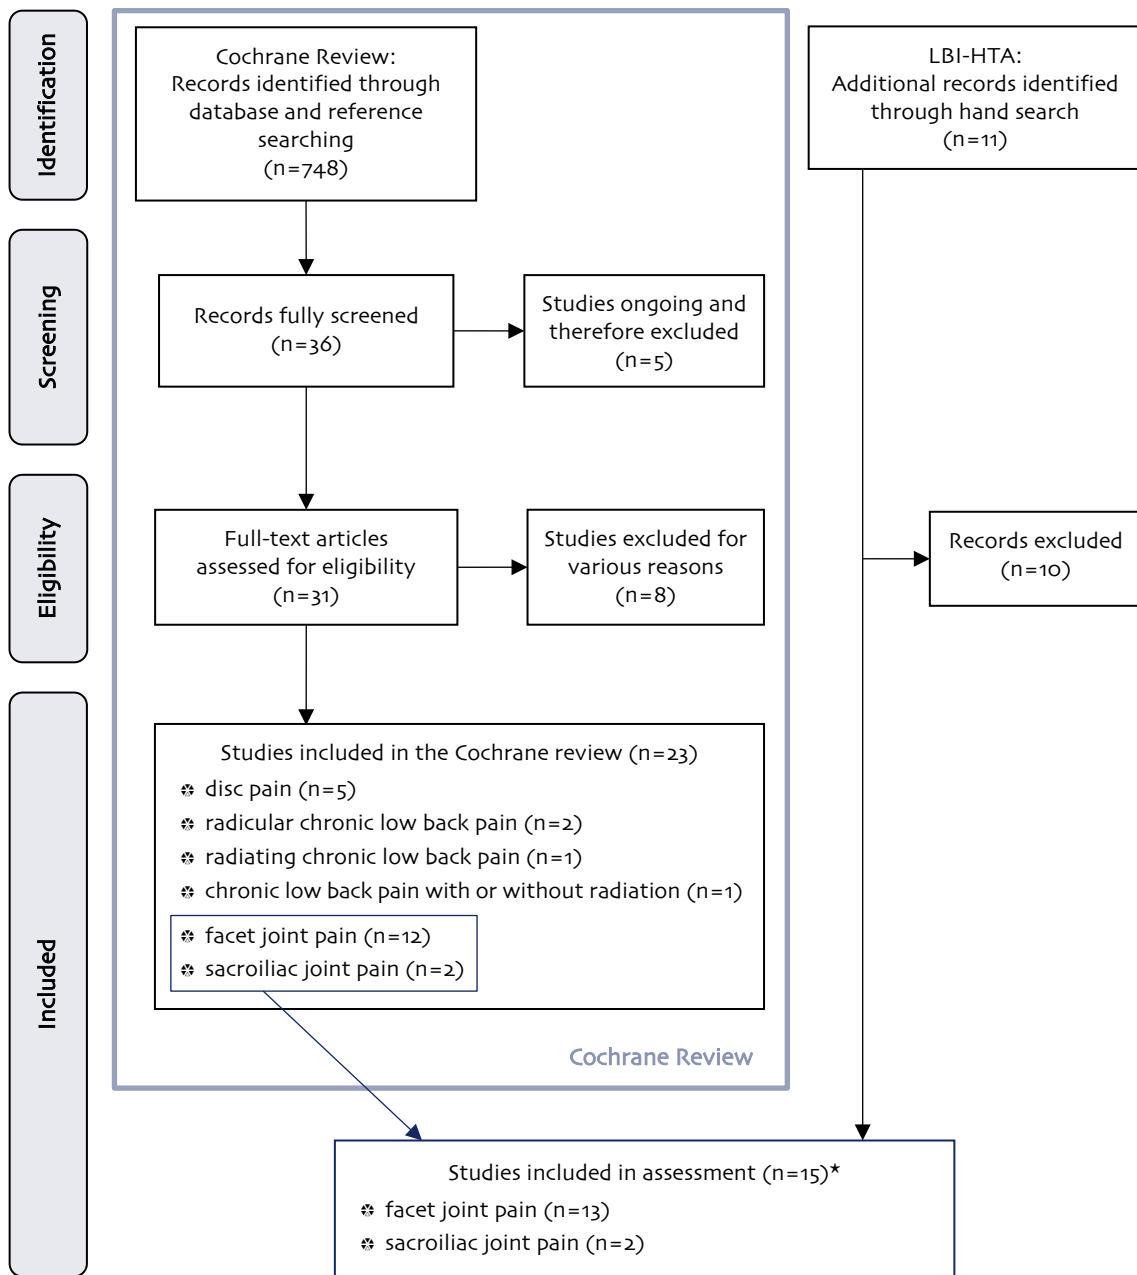 Identification
Cochrane Review:
Records identified through
database and reference
searching
(n=748)
LBI-HTA:
Additional records identified
through hand search
(n=11)
Screening
Records fully screened
(n=36)
Studies ongoing and
therefore excluded
(n=5)
Eligibility
Full-text articles
assessed for eligibility
(n=31)
Studies excluded for
various reasons
(n=8)
Records excluded
(n=10)
Included
Studies included in the Cochrane review (n=23)
disc pain (n=5)
radicular chronic low back pain (n=2)
radiating chronic low back pain (n=1)
chronic low back pain with or without radiation (n=1)
facet joint pain (n=12)
sacroiliac joint pain (n=2)
Cochrane Review
Studies included in assessment (n=15)*
facet joint pain (n=13)
sacroiliac joint pain (n=2)